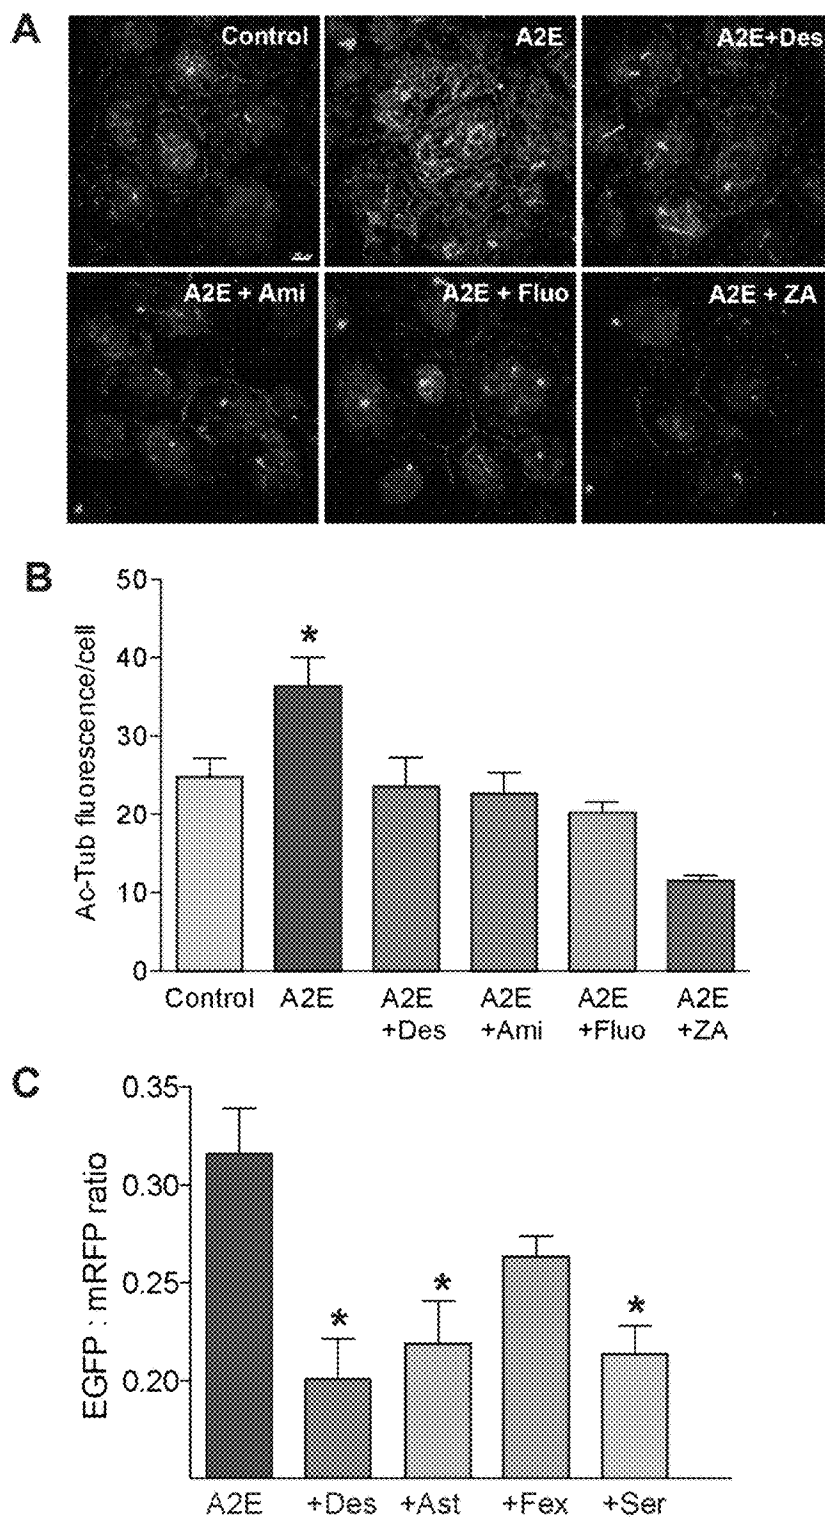 A
Control
A2E
A2E+Des
A2E + Ami
A2E + Fluo
A2E + ZA
B
Ac-Tub fluorescence/cell
50
40
30
20
10
0
*
Control
A2E
A2E
+Des
A2E
+Ami
A2E
+Fluo
A2E
+ZA
C
EGFP : mRFP ratio
0.35
0.30
0.25
0.20
*
*
*
A2E
+Des
+Ast
+Fex
+Ser